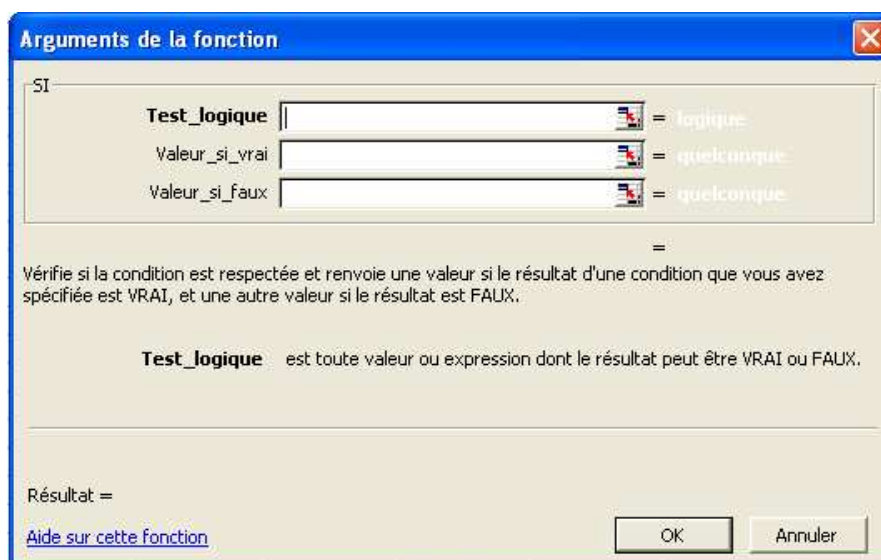 Arguments de la fonction
SI
Test_logique = logique
Valeur_si_vrai = quelconque
Valeur_si_faux = quelconque
=
Vérifie si la condition est respectée et renvoie une valeur si le résultat d'une condition que vous avez
spécifiée est VRAI, et une autre valeur si le résultat est FAUX.
Test_logique est toute valeur ou expression dont le résultat peut être VRAI ou FAUX.
Résultat =
Aide sur cette fonction OK Annuler